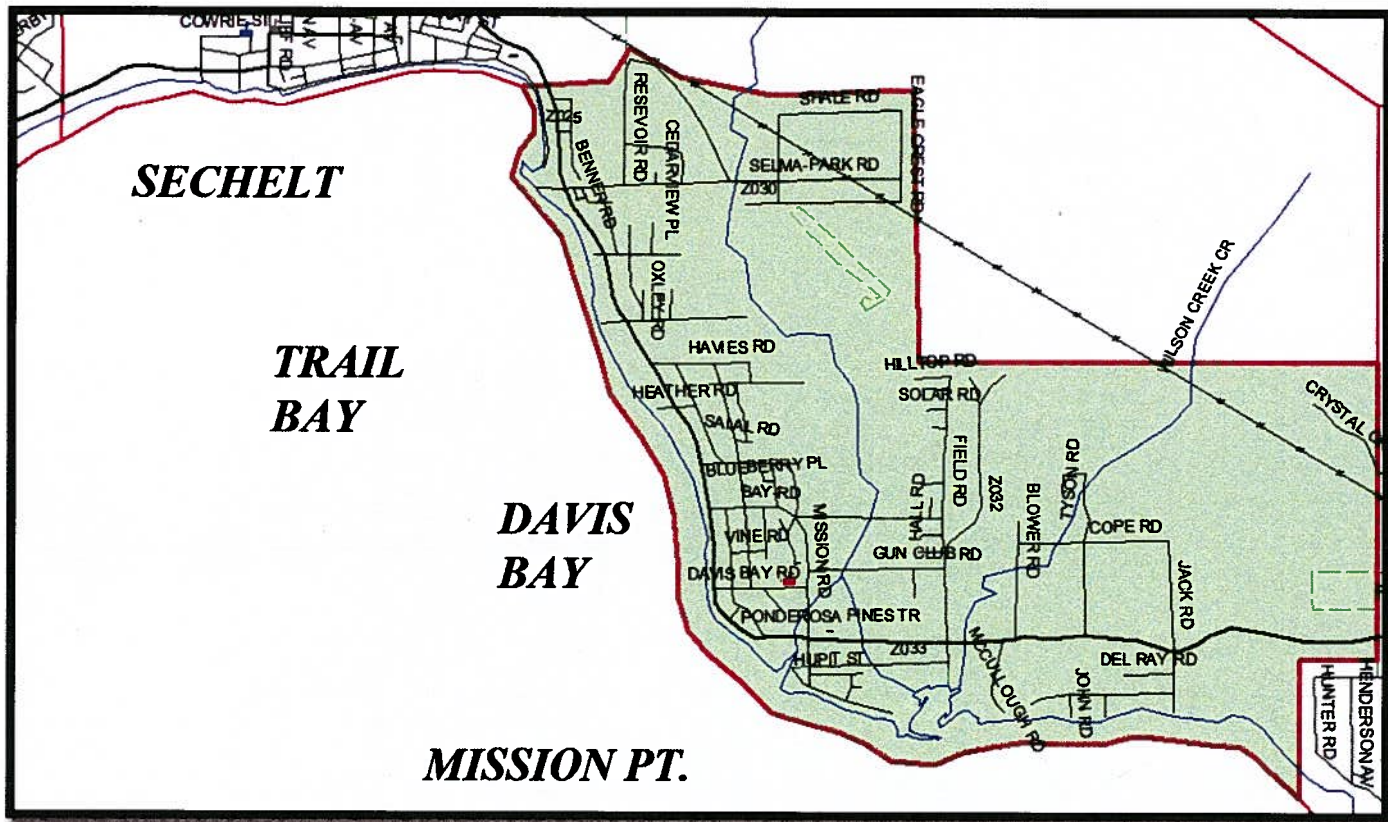 COWRIE ST
AV
AV
SECHELT
TRAIL
BAY
DAVIS
BAY
MISSION PT.
Z025
BENNER RD
RESEVOIR RD
CEDARVIEW PL
SHALE RD
SELMA-PARK RD
Z030
EAGLE CREST RD
OXLEY RD
HAVIES RD
HEATHER RD
SALAL RD
BLUEBERRY PL
BAY RD
VINE RD
DAVIS BAY RD
MISSION RD
PONDEROSA PINES TR
HUPIT ST
Z033
HILLTOP RD
SOLAR RD
FIELD RD
Z032
HALL RD
GUN CLUB RD
BLOWER RD
TYSON RD
COPE RD
JACK RD
WILSON CREEK CR
CRYSTAL
MCCULLOUGH RD
JOHN RD
DEL RAY RD
HUNTER RD
HENDERSON AV